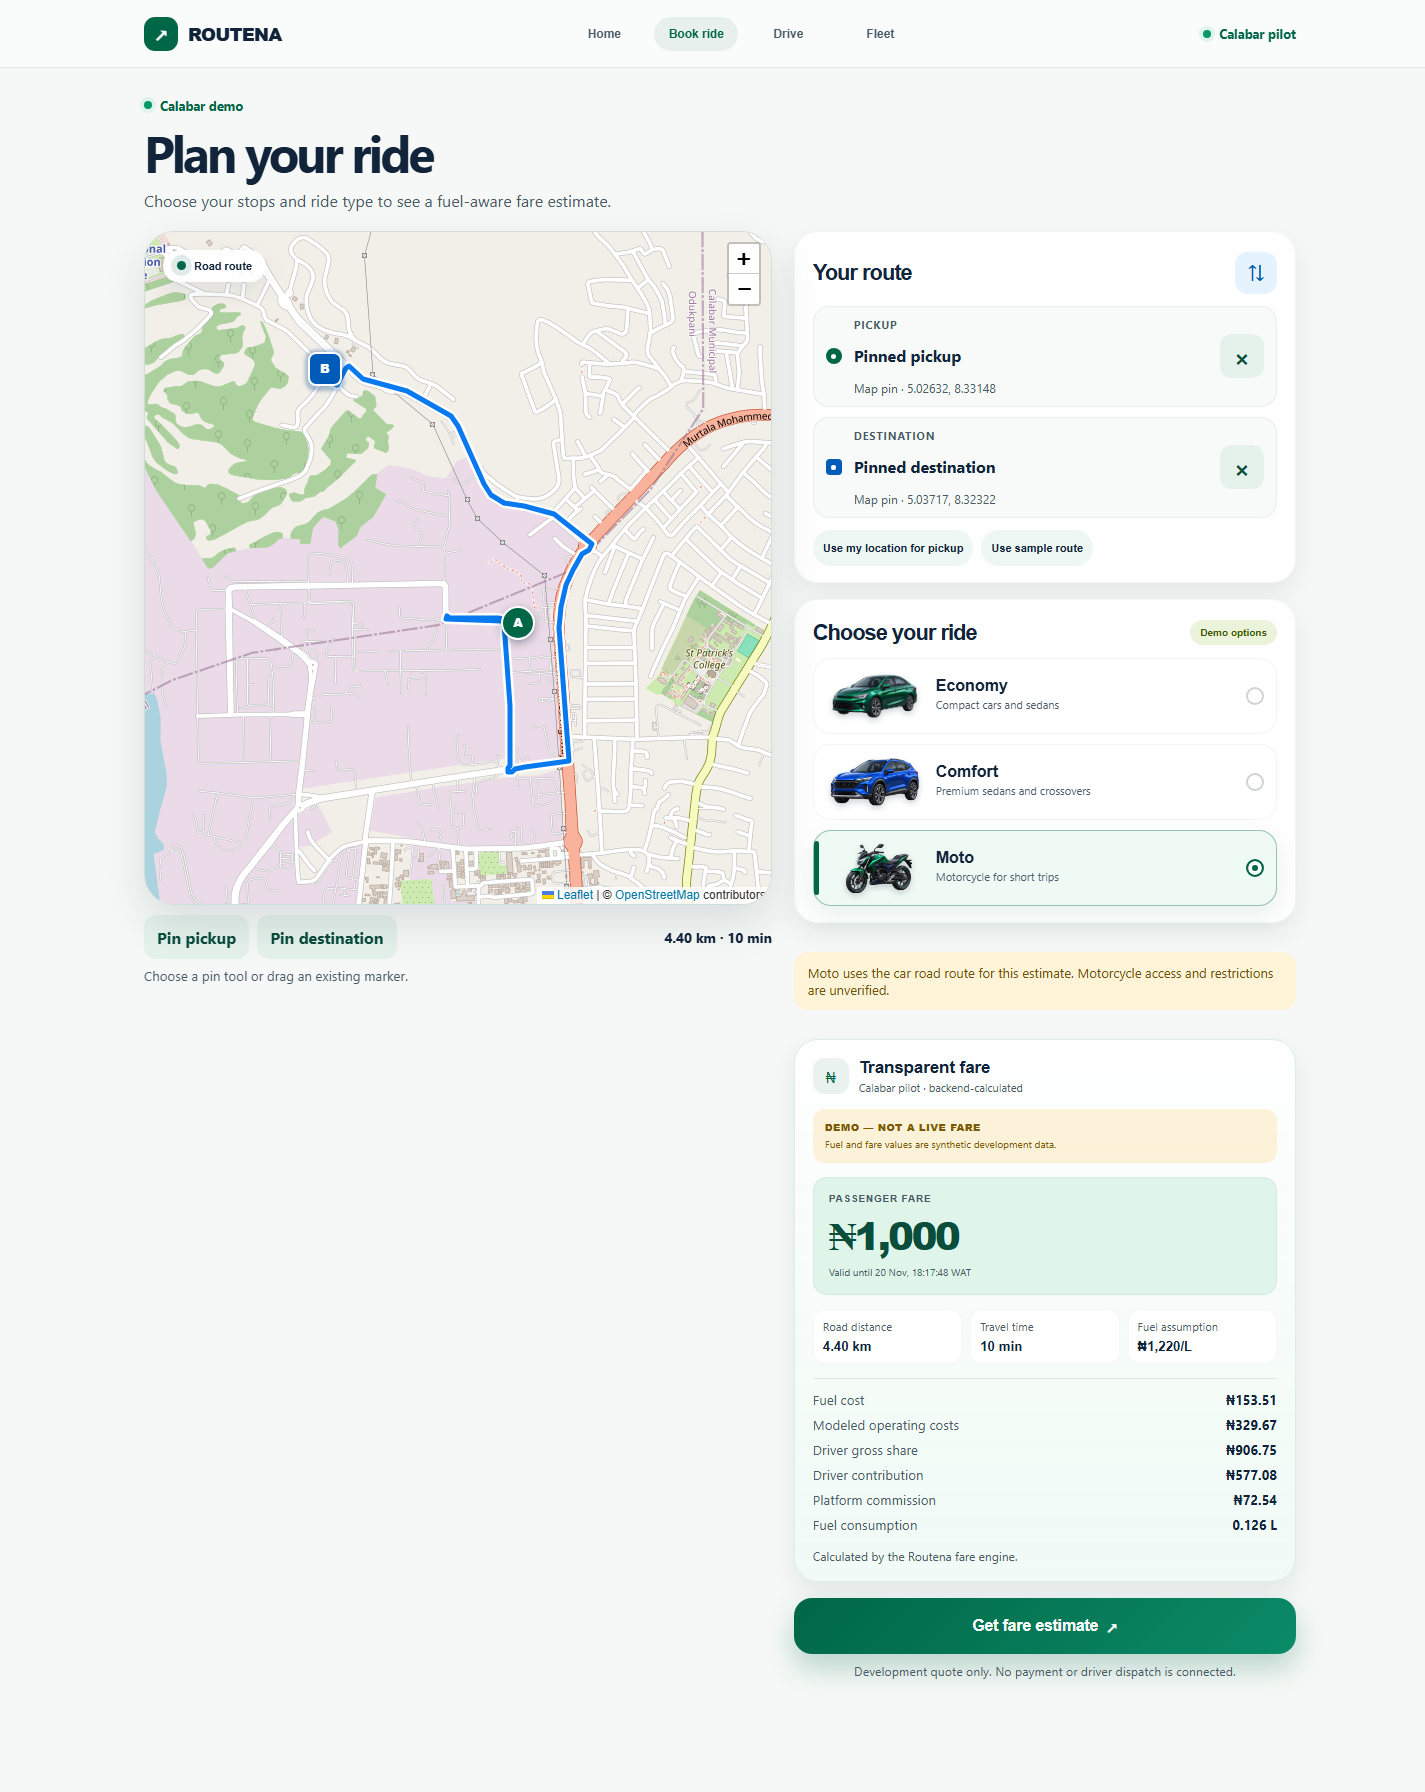 ROUTENA
Home
Book ride
Drive
Fleet
Calabar pilot
Calabar demo
Plan your ride
Choose your stops and ride type to see a fuel-aware fare estimate.
Road route
+
−
Odukpani
Calabar Municipal
B
Murtala Mohammed
A
St Patrick's
College
Leaflet | © OpenStreetMap contributors
Pin pickup
Pin destination
4.40 km · 10 min
Choose a pin tool or drag an existing marker.
Your route
PICKUP
Pinned pickup
Map pin · 5.02632, 8.33148
DESTINATION
Pinned destination
Map pin · 5.03717, 8.32322
Use my location for pickup
Use sample route
Choose your ride
Demo options
Economy
Compact cars and sedans
Comfort
Premium sedans and crossovers
Moto
Motorcycle for short trips
Moto uses the car road route for this estimate. Motorcycle access and restrictions
are unverified.
₦
Transparent fare
Calabar pilot · backend-calculated
DEMO — NOT A LIVE FARE
Fuel and fare values are synthetic development data.
PASSENGER FARE
₦1,000
Valid until 20 Nov, 18:17:48 WAT
Road distance
4.40 km
Travel time
10 min
Fuel assumption
₦1,220/L
Fuel cost ₦153.51
Modeled operating costs ₦329.67
Driver gross share ₦906.75
Driver contribution ₦577.08
Platform commission ₦72.54
Fuel consumption 0.126 L
Calculated by the Routena fare engine.
Get fare estimate ↗
Development quote only. No payment or driver dispatch is connected.